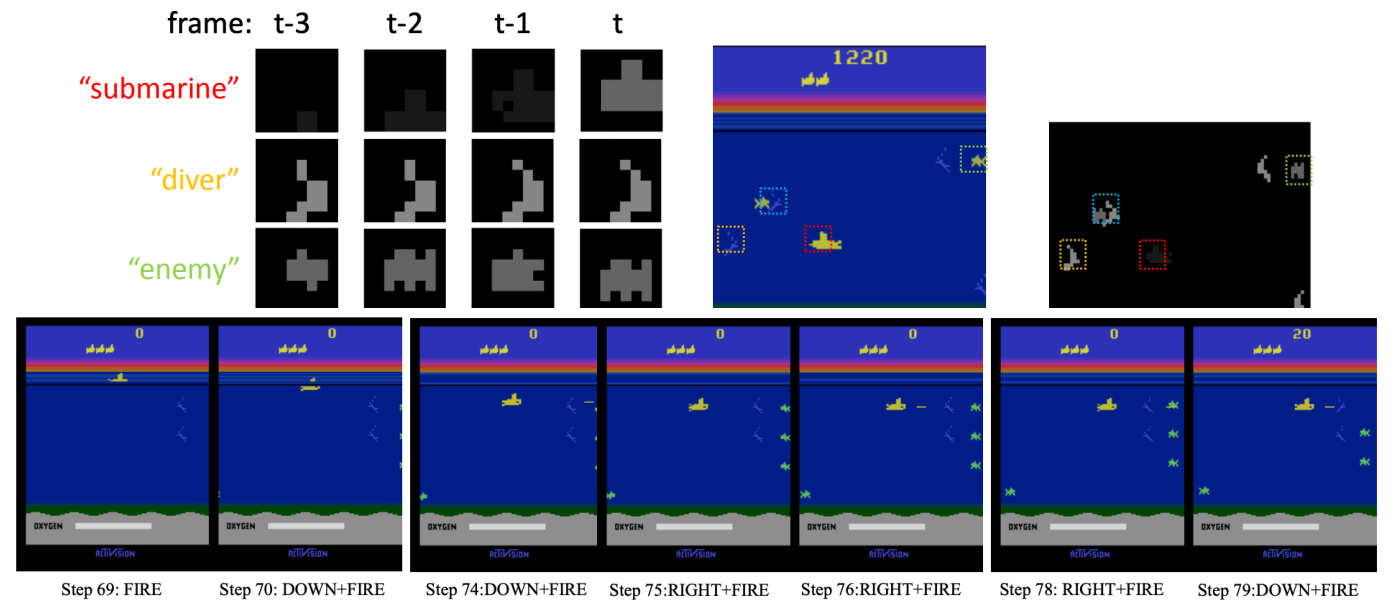 frame: t-3 t-2 t-1 t
“submarine”
“diver”
“enemy”
1220
0 0 0 0 0 0 20
OXYGEN OXYGEN OXYGEN OXYGEN OXYGEN OXYGEN OXYGEN
ACTIVISION ACTIVISION ACTIVISION ACTIVISION ACTIVISION ACTIVISION ACTIVISION
Step 69: FIRE Step 70: DOWN+FIRE Step 74:DOWN+FIRE Step 75:RIGHT+FIRE Step 76:RIGHT+FIRE Step 78: RIGHT+FIRE Step 79:DOWN+FIRE